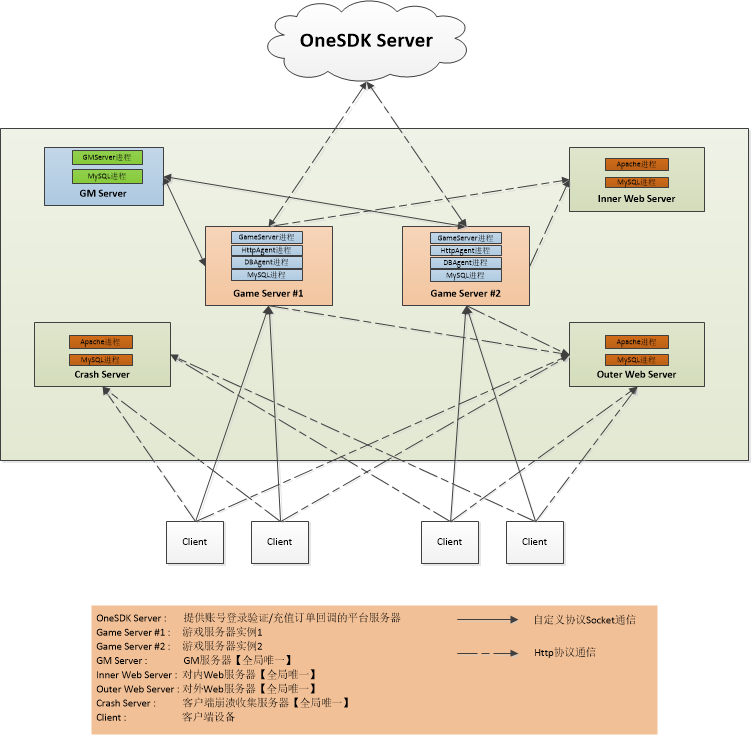 OneSDK Server
GMServer进程
MySQL进程
GM Server
Apache进程
MySQL进程
Inner Web Server
GameServer进程
HttpAgent进程
DBAgent进程
MySQL进程
Game Server #1
GameServer进程
HttpAgent进程
DBAgent进程
MySQL进程
Game Server #2
Apache进程
MySQL进程
Crash Server
Apache进程
MySQL进程
Outer Web Server
Client
Client
Client
Client
OneSDK Server : 提供账号登录验证/充值订单回调的平台服务器
Game Server #1 : 游戏服务器实例1
Game Server #2 : 游戏服务器实例2
GM Server : GM服务器【全局唯一】
Inner Web Server : 对内Web服务器【全局唯一】
Outer Web Server : 对外Web服务器【全局唯一】
Crash Server : 客户端崩溃收集服务器【全局唯一】
Client : 客户端设备
自定义协议Socket通信
Http协议通信